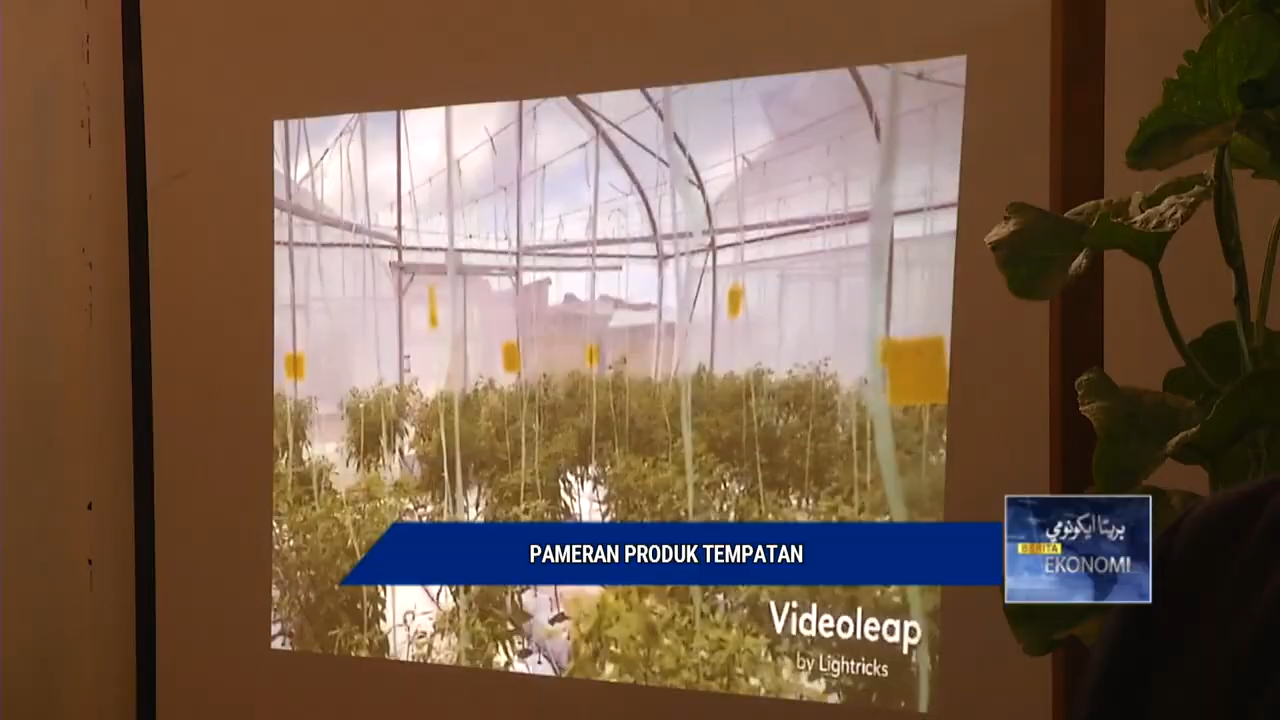 PAMERAN PRODUK TEMPATAN
بريتا ايکونومي
BERITA
EKONOMI
Videoleap
by Lightricks